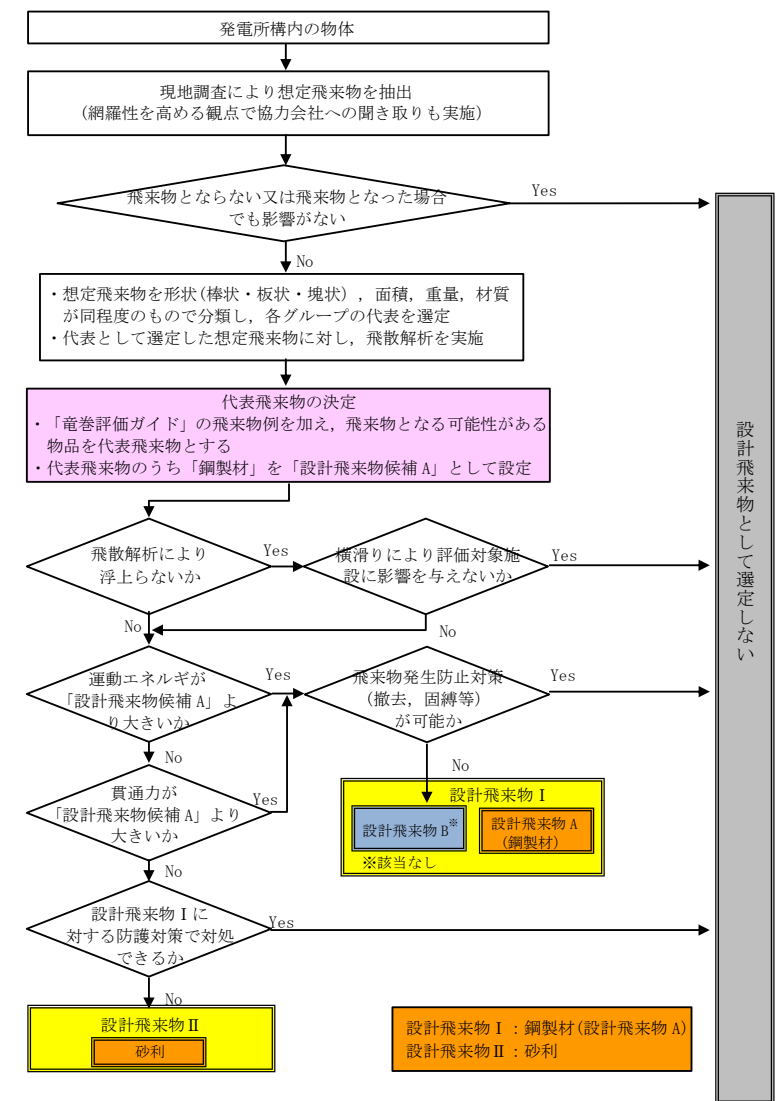 発電所構内の物体
現地調査により想定飛来物を抽出
(網羅性を高める観点で協力会社への聞き取りも実施)
飛来物とならない又は飛来物となった場合
でも影響がない
Yes
No
・想定飛来物を形状(棒状・板状・塊状)，面積，重量，材質
が同程度のもので分類し，各グループの代表を選定
・代表として選定した想定飛来物に対し，飛散解析を実施
代表飛来物の決定
・「竜巻評価ガイド」の飛来物例を加え，飛来物となる可能性がある
物品を代表飛来物とする
・代表飛来物のうち「鋼製材」を「設計飛来物候補 A」として設定
飛散解析により
浮上らないか
Yes
横滑りにより評価対象施
設に影響を与えないか
Yes
No
No
運動エネルギが
「設計飛来物候補 A」よ
り大きいか
Yes
飛来物発生防止対策
(撤去，固縛等)
が可能か
Yes
No
No
貫通力が
「設計飛来物候補 A」より
大きいか
Yes
設計飛来物Ⅰ
設計飛来物 B※
設計飛来物 A
(鋼製材)
※該当なし
No
設計飛来物Ⅰに
対する防護対策で対処
できるか
Yes
No
設計飛来物Ⅱ
砂利
設計飛来物Ⅰ：鋼製材(設計飛来物 A)
設計飛来物Ⅱ：砂利
設計飛来物として選定しない